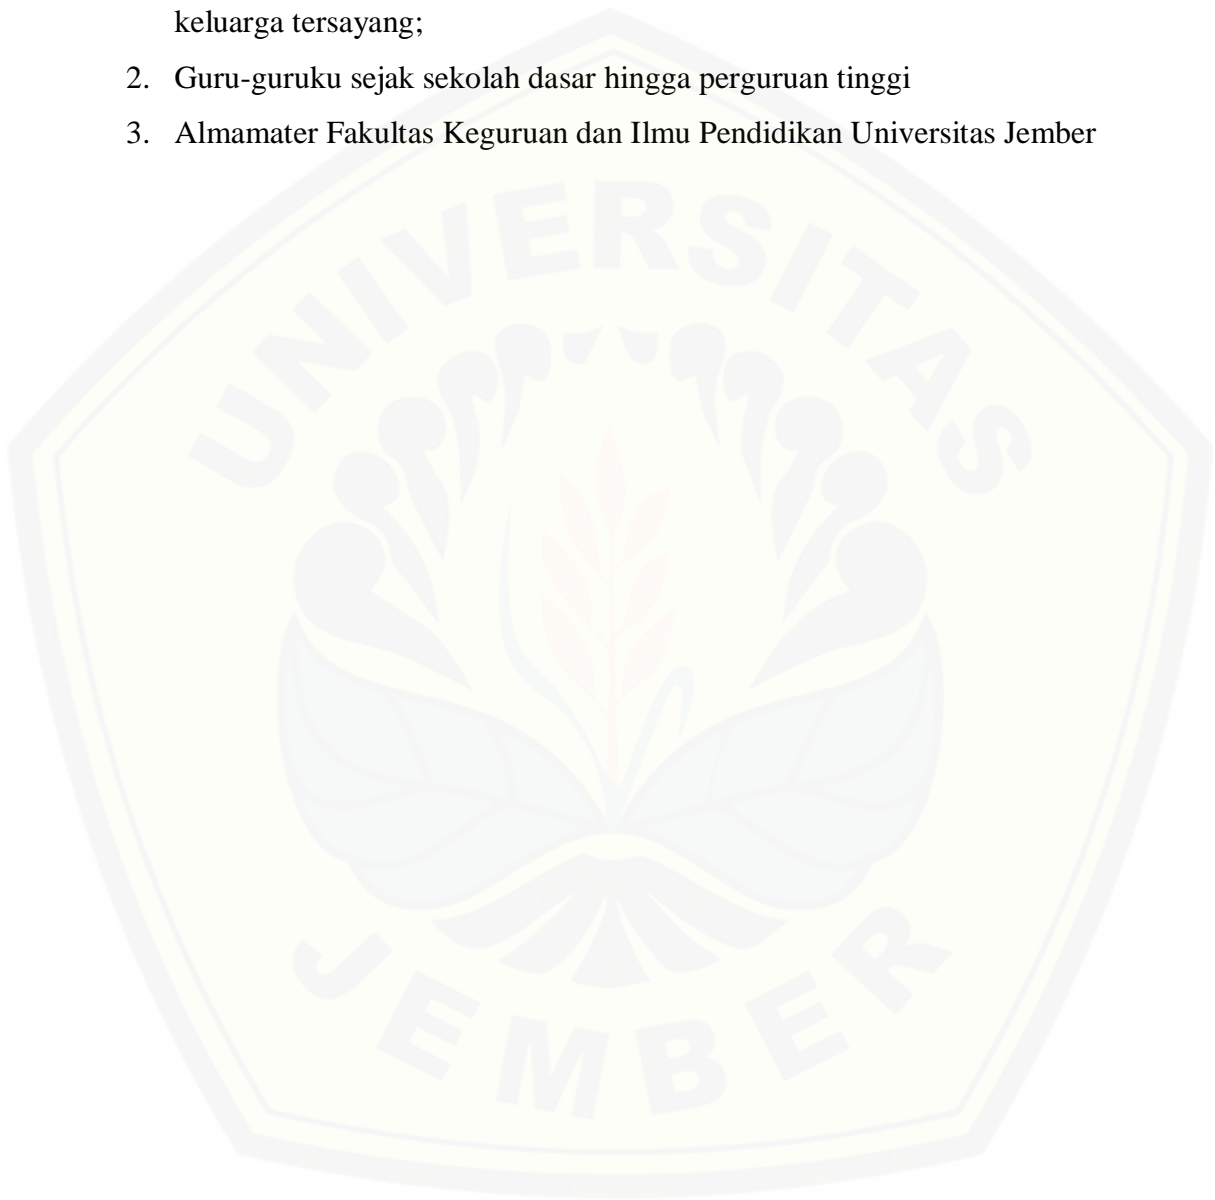 keluarga tersayang;
2. Guru-guruku sejak sekolah dasar hingga perguruan tinggi
3. Almamater Fakultas Keguruan dan Ilmu Pendidikan Universitas Jember
UNIVERSITAS
JEMBER